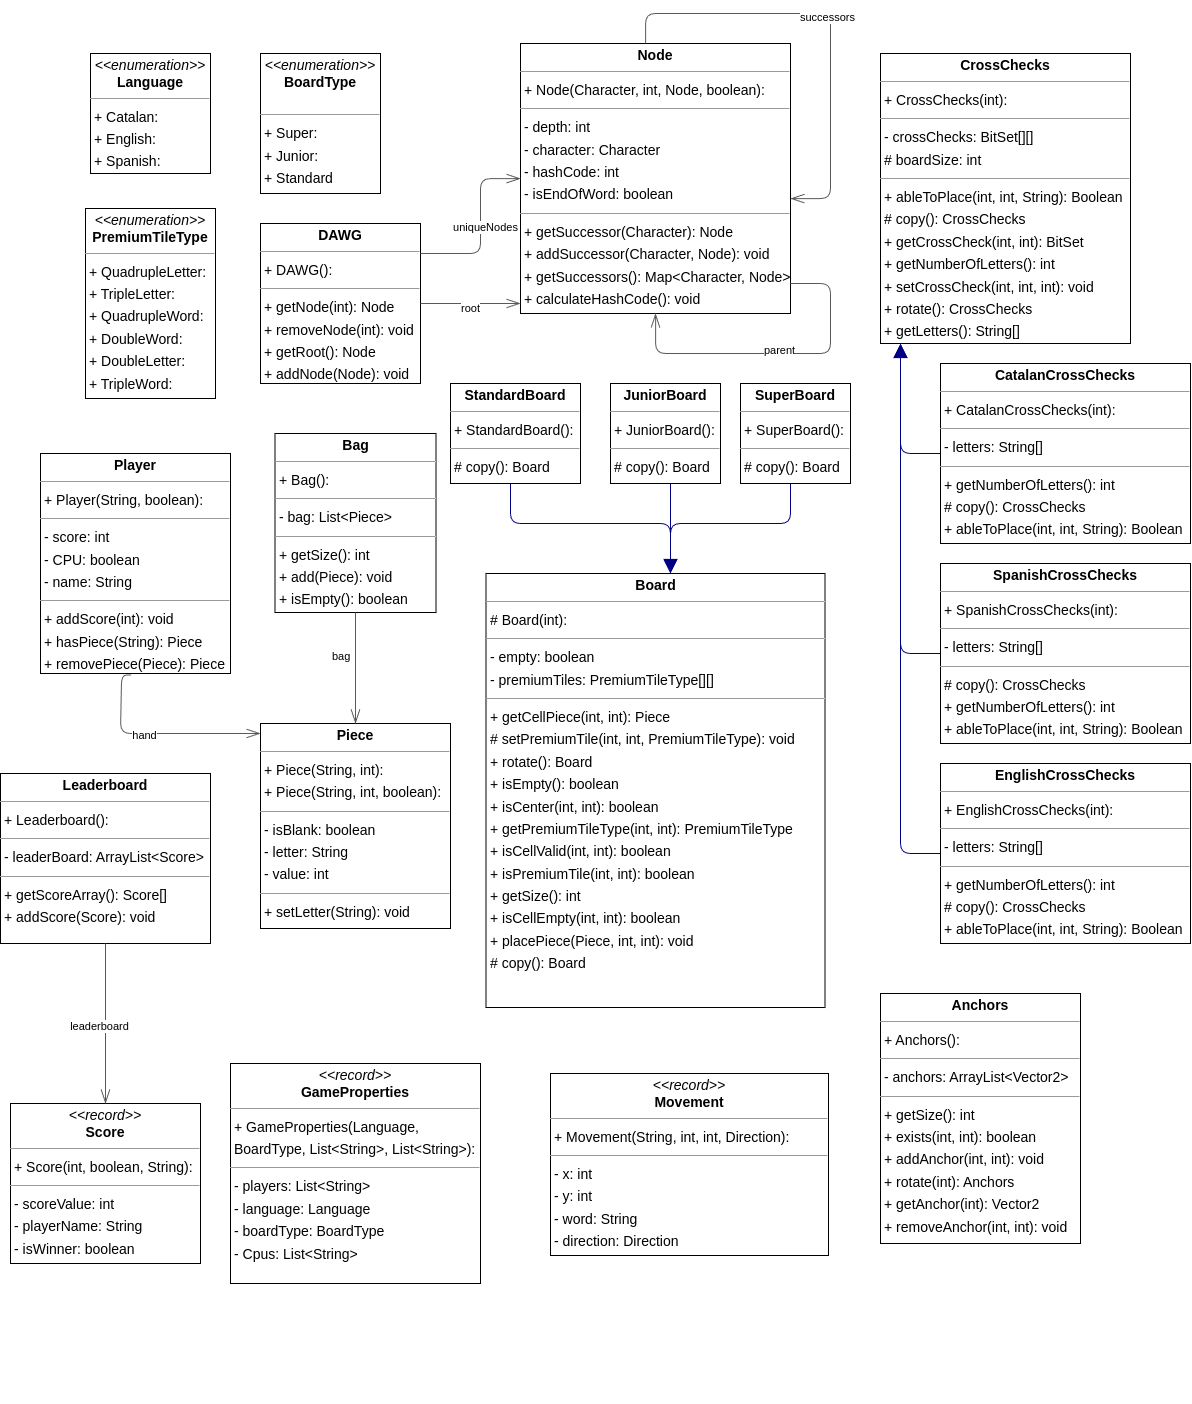 successors
<<enumeration>>
Language
+ Catalan:
+ English:
+ Spanish:
<<enumeration>>
BoardType
+ Super:
+ Junior:
+ Standard
Node
+ Node(Character, int, Node, boolean):
- depth: int
- character: Character
- hashCode: int
- isEndOfWord: boolean
+ getSuccessor(Character): Node
+ addSuccessor(Character, Node): void
+ getSuccessors(): Map<Character, Node>
+ calculateHashCode(): void
CrossChecks
+ CrossChecks(int):
- crossChecks: BitSet[][]
# boardSize: int
+ ableToPlace(int, int, String): Boolean
# copy(): CrossChecks
+ getCrossCheck(int, int): BitSet
+ getNumberOfLetters(): int
+ setCrossCheck(int, int, int): void
+ rotate(): CrossChecks
+ getLetters(): String[]
<<enumeration>>
PremiumTileType
+ QuadrupleLetter:
+ TripleLetter:
+ QuadrupleWord:
+ DoubleWord:
+ DoubleLetter:
+ TripleWord:
DAWG
+ DAWG():
+ getNode(int): Node
+ removeNode(int): void
+ getRoot(): Node
+ addNode(Node): void
uniqueNodes
root
parent
StandardBoard
+ StandardBoard():
# copy(): Board
JuniorBoard
+ JuniorBoard():
# copy(): Board
SuperBoard
+ SuperBoard():
# copy(): Board
CatalanCrossChecks
+ CatalanCrossChecks(int):
- letters: String[]
+ getNumberOfLetters(): int
# copy(): CrossChecks
+ ableToPlace(int, int, String): Boolean
Player
+ Player(String, boolean):
- score: int
- CPU: boolean
- name: String
+ addScore(int): void
+ hasPiece(String): Piece
+ removePiece(Piece): Piece
Bag
+ Bag():
- bag: List<Piece>
+ getSize(): int
+ add(Piece): void
+ isEmpty(): boolean
bag
hand
Board
# Board(int):
- empty: boolean
- premiumTiles: PremiumTileType[][]
+ getCellPiece(int, int): Piece
# setPremiumTile(int, int, PremiumTileType): void
+ rotate(): Board
+ isEmpty(): boolean
+ isCenter(int, int): boolean
+ getPremiumTileType(int, int): PremiumTileType
+ isCellValid(int, int): boolean
+ isPremiumTile(int, int): boolean
+ getSize(): int
+ isCellEmpty(int, int): boolean
+ placePiece(Piece, int, int): void
# copy(): Board
SpanishCrossChecks
+ SpanishCrossChecks(int):
- letters: String[]
# copy(): CrossChecks
+ getNumberOfLetters(): int
+ ableToPlace(int, int, String): Boolean
Piece
+ Piece(String, int):
+ Piece(String, int, boolean):
- isBlank: boolean
- letter: String
- value: int
+ setLetter(String): void
Leaderboard
+ Leaderboard():
- leaderBoard: ArrayList<Score>
+ getScoreArray(): Score[]
+ addScore(Score): void
leaderboard
EnglishCrossChecks
+ EnglishCrossChecks(int):
- letters: String[]
+ getNumberOfLetters(): int
# copy(): CrossChecks
+ ableToPlace(int, int, String): Boolean
<<record>>
Score
+ Score(int, boolean, String):
- scoreValue: int
- playerName: String
- isWinner: boolean
<<record>>
GameProperties
+ GameProperties(Language,
BoardType, List<String>, List<String>):
- players: List<String>
- language: Language
- boardType: BoardType
- Cpus: List<String>
<<record>>
Movement
+ Movement(String, int, int, Direction):
- x: int
- y: int
- word: String
- direction: Direction
Anchors
+ Anchors():
- anchors: ArrayList<Vector2>
+ getSize(): int
+ exists(int, int): boolean
+ addAnchor(int, int): void
+ rotate(int): Anchors
+ getAnchor(int): Vector2
+ removeAnchor(int, int): void